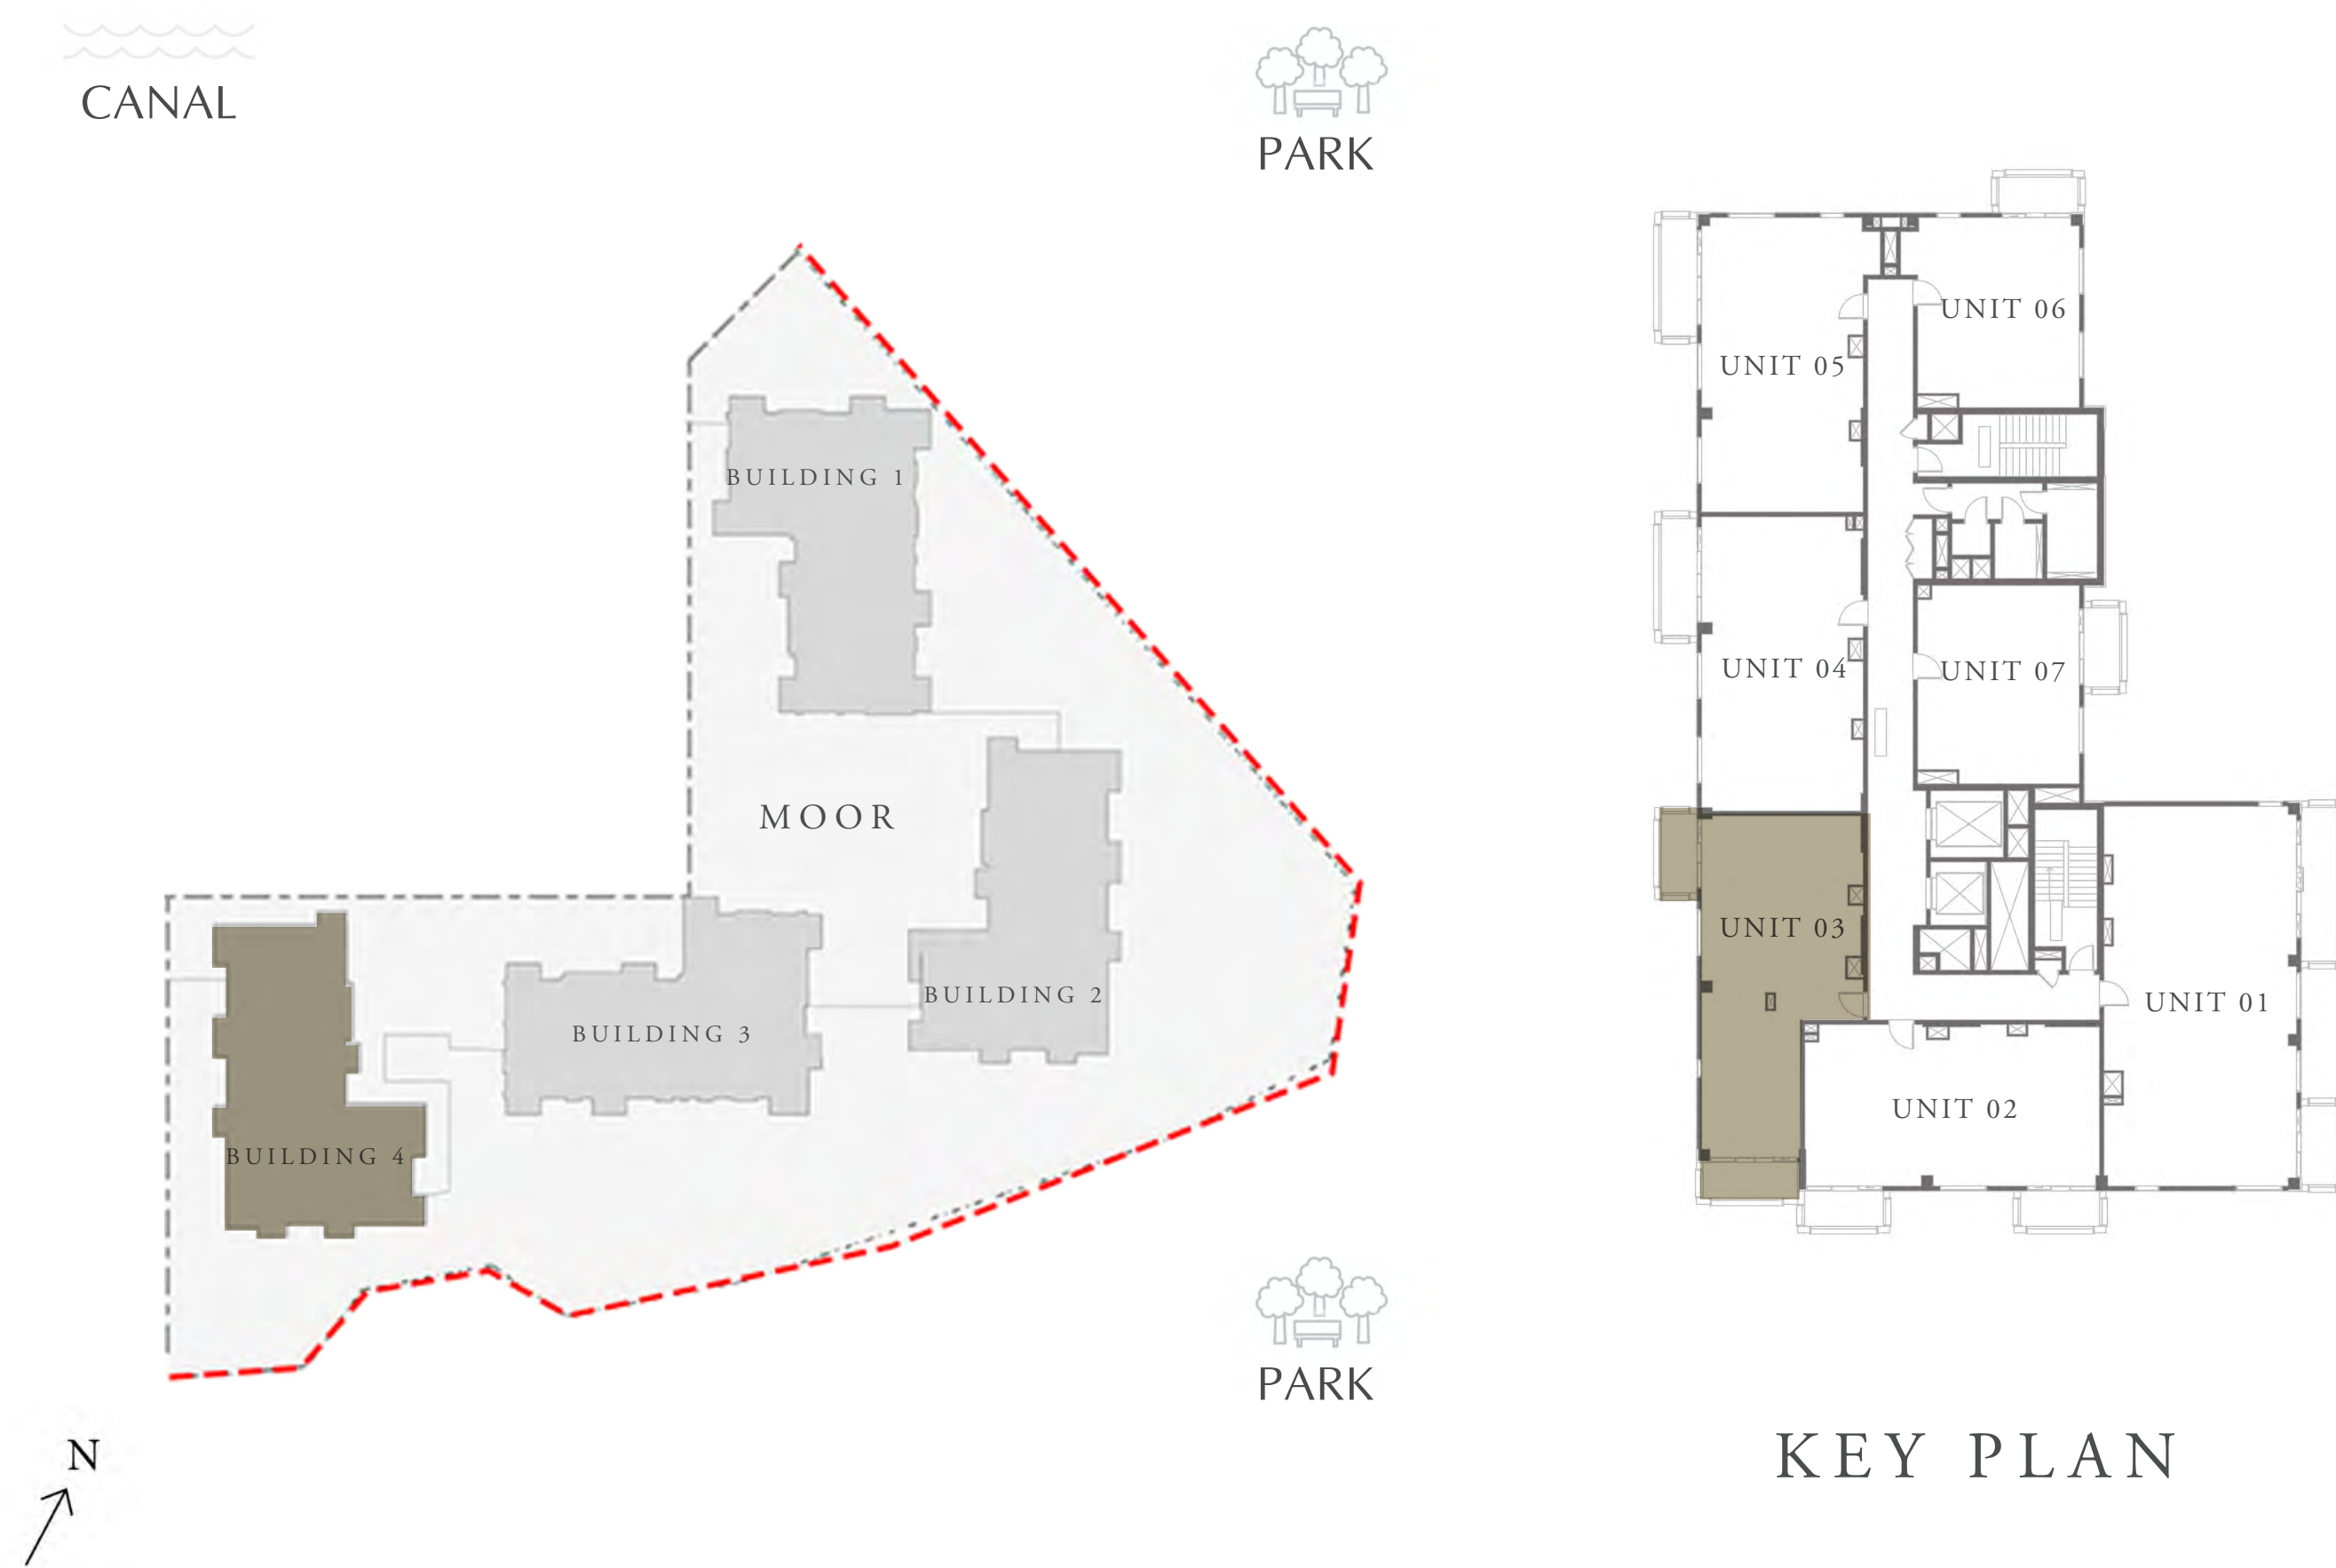 CANAL
PARK
BUILDING 1
MOOR
BUILDING 2
BUILDING 3
BUILDING 4
PARK
N
UNIT 06
UNIT 05
UNIT 04
UNIT 07
UNIT 03
UNIT 01
UNIT 02
KEY PLAN